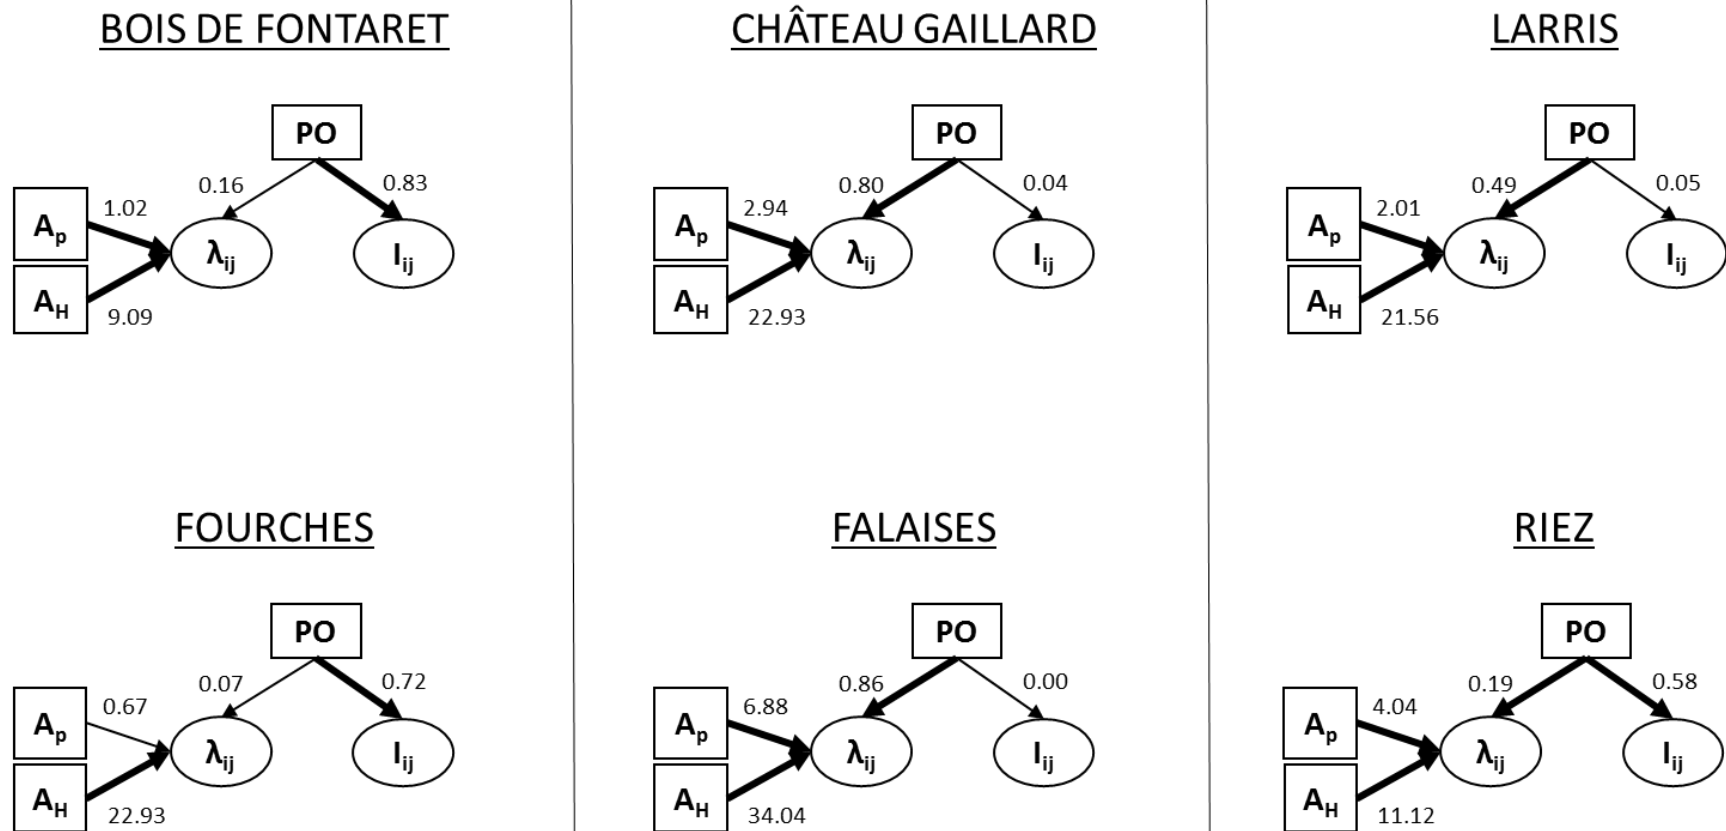 BOIS DE FONTARET
PO
0.16
0.83
1.02
Ap
λij
Iij
AH
9.09
CHÂTEAU GAILLARD
PO
0.80
0.04
2.94
Ap
λij
Iij
AH
22.93
LARRIS
PO
0.49
0.05
2.01
Ap
λij
Iij
AH
21.56
FOURCHES
PO
0.07
0.72
0.67
Ap
λij
Iij
AH
22.93
FALAISES
PO
0.86
0.00
6.88
Ap
λij
Iij
AH
34.04
RIEZ
PO
0.19
0.58
4.04
Ap
λij
Iij
AH
11.12